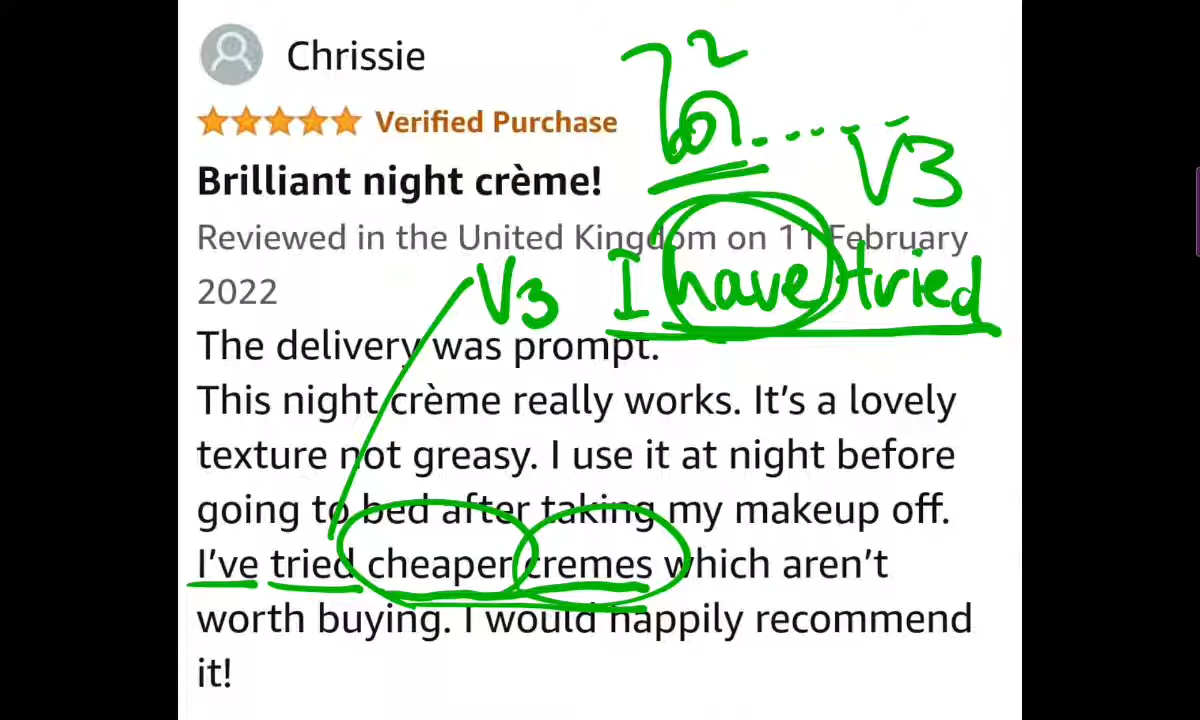 Chrissie
Verified Purchase
Brilliant night crème!
V3
Reviewed in the United Kingdom on 11 February
2022
V3
I have tried
The delivery was prompt.
This night crème really works. It’s a lovely
texture not greasy. I use it at night before
going to bed after taking my makeup off.
I’ve tried cheaper cremes which aren’t
worth buying. I would happily recommend
it!